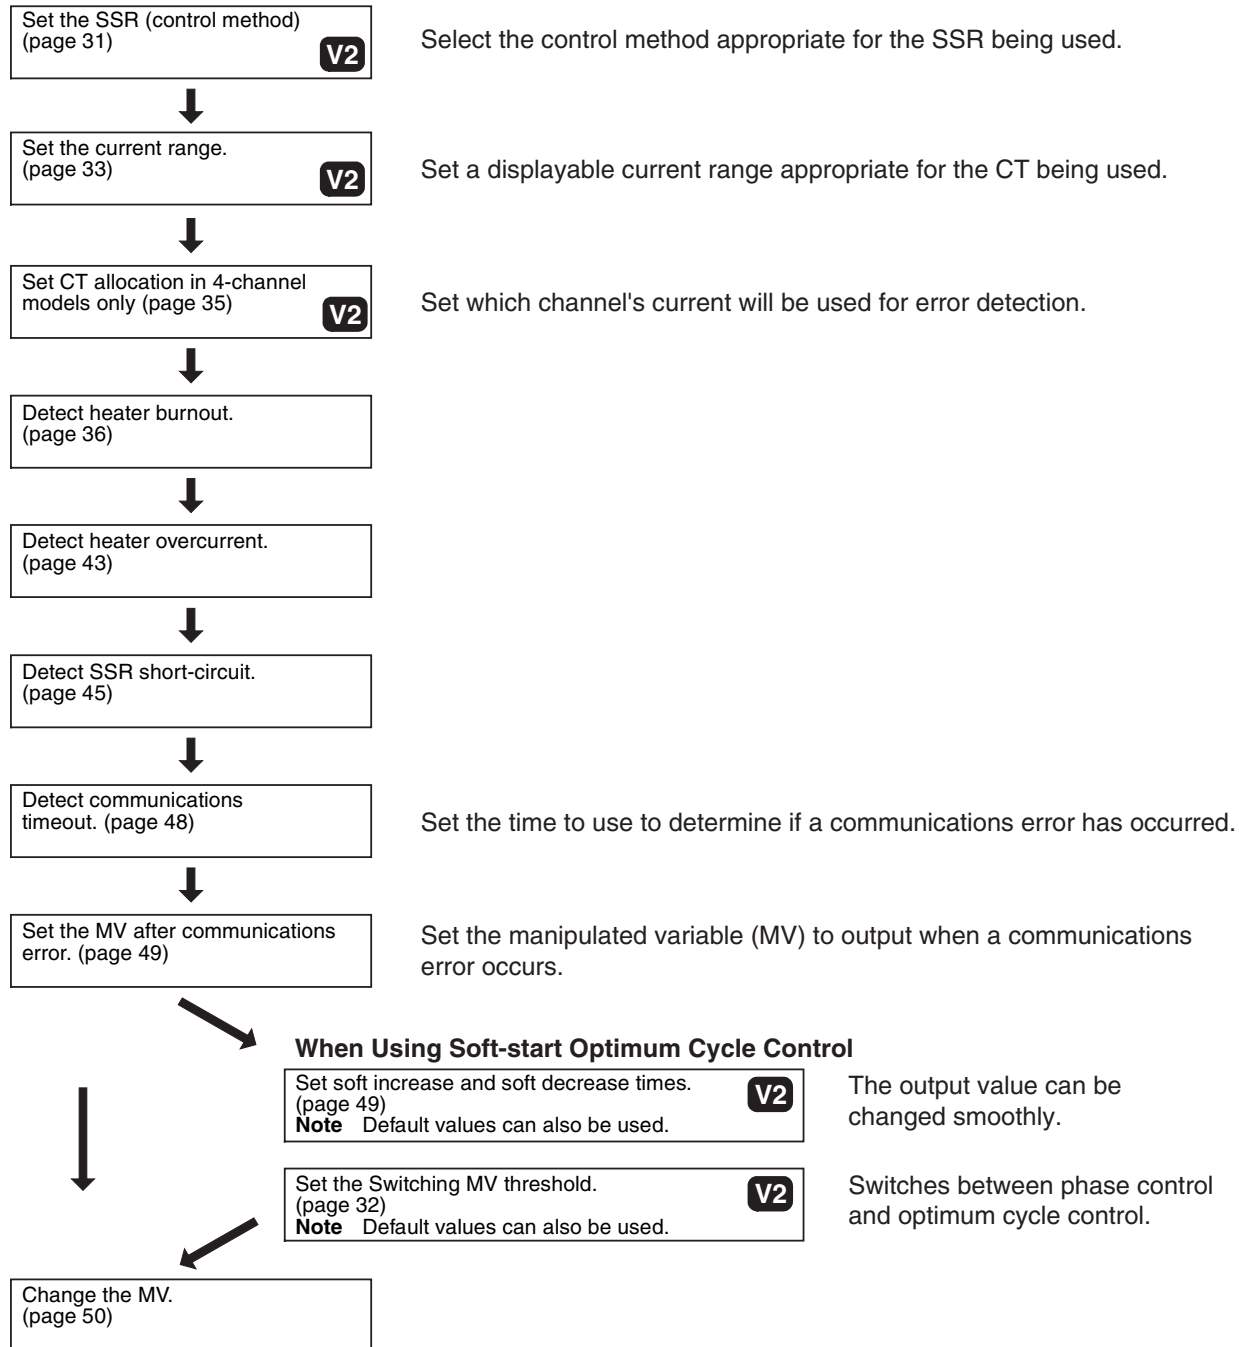 Set the SSR (control method)
(page 31)
V2
Select the control method appropriate for the SSR being used.
Set the current range.
(page 33)
V2
Set a displayable current range appropriate for the CT being used.
Set CT allocation in 4-channel
models only (page 35)
V2
Set which channel's current will be used for error detection.
Detect heater burnout.
(page 36)
Detect heater overcurrent.
(page 43)
Detect SSR short-circuit.
(page 45)
Detect communications
timeout. (page 48)
Set the time to use to determine if a communications error has occurred.
Set the MV after communications
error. (page 49)
Set the manipulated variable (MV) to output when a communications
error occurs.
When Using Soft-start Optimum Cycle Control
Set soft increase and soft decrease times.
(page 49)
Note Default values can also be used.
V2
The output value can be
changed smoothly.
Set the Switching MV threshold.
(page 32)
Note Default values can also be used.
V2
Switches between phase control
and optimum cycle control.
Change the MV.
(page 50)